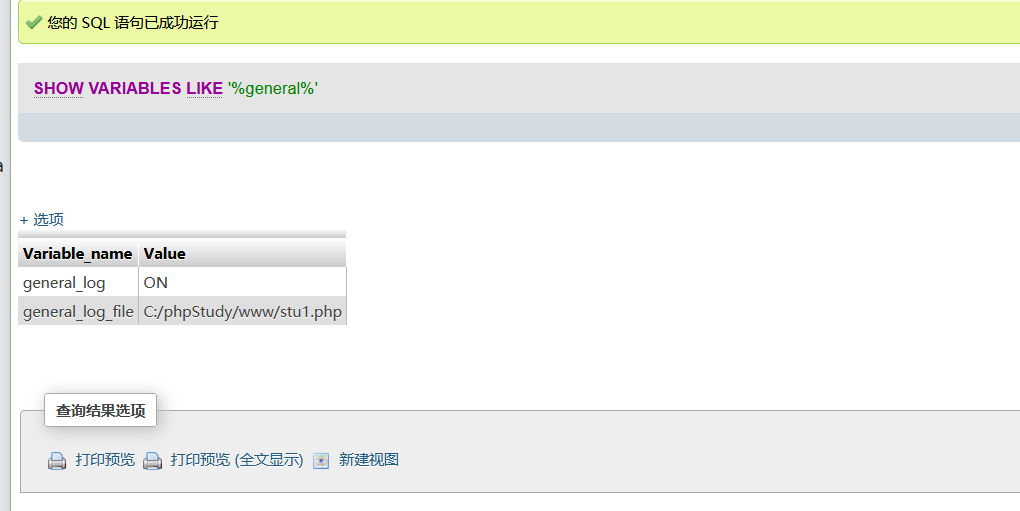 您的 SQL 语句已成功运行
SHOW VARIABLES LIKE '%general%'
+ 选项
Variable_name Value
general_log ON
general_log_file C:/phpStudy/www/stu1.php
查询结果选项
打印预览 打印预览 (全文显示) 新建视图